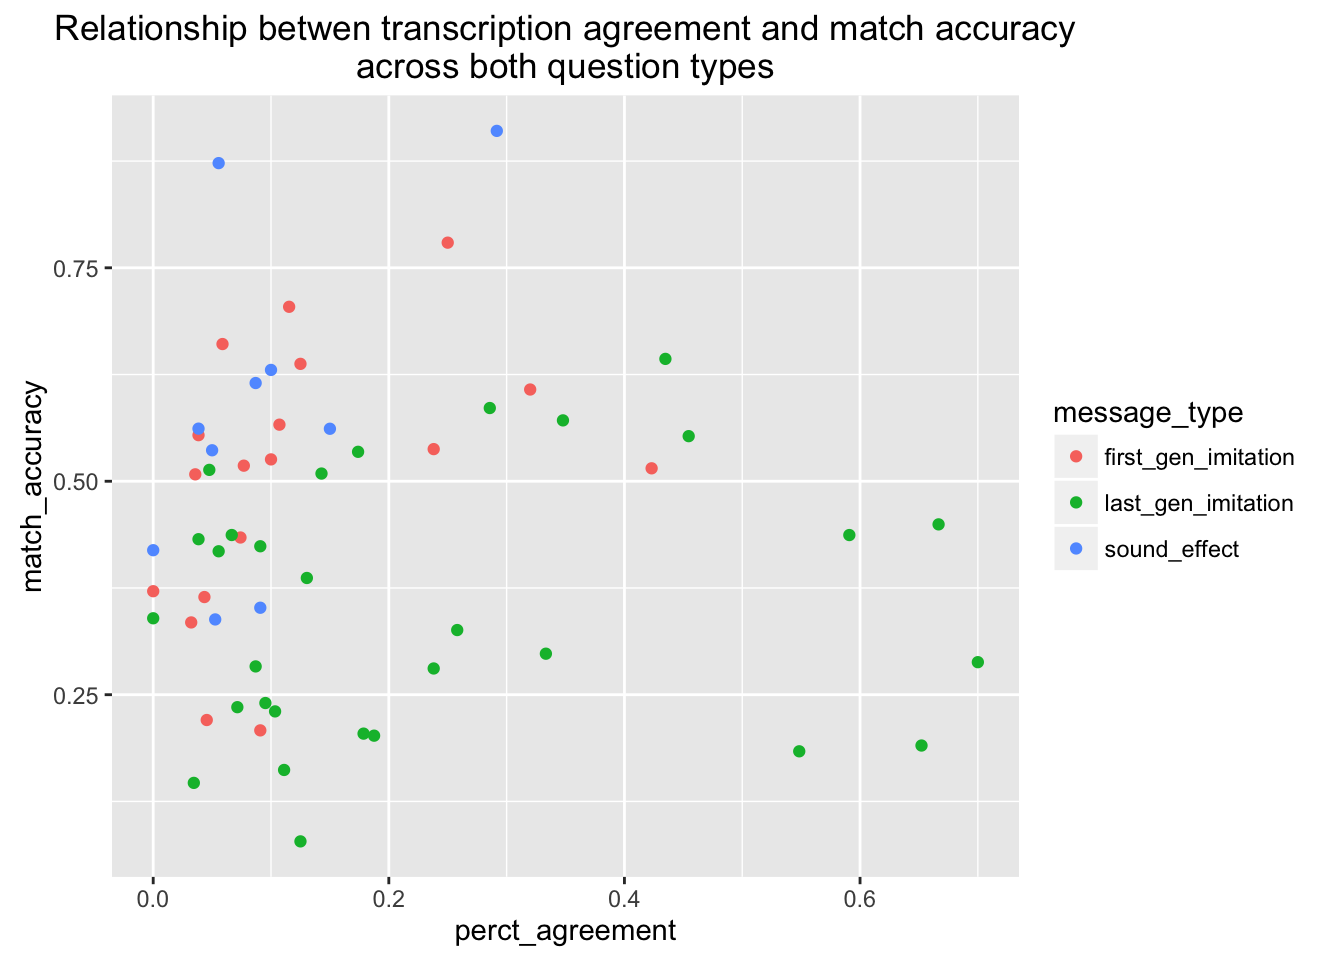 Relationship betwen transcription agreement and match accuracy
across both question types
match_accuracy
0.75
0.50
0.25
0.0
0.2
0.4
0.6
perct_agreement
message_type
first_gen_imitation
last_gen_imitation
sound_effect